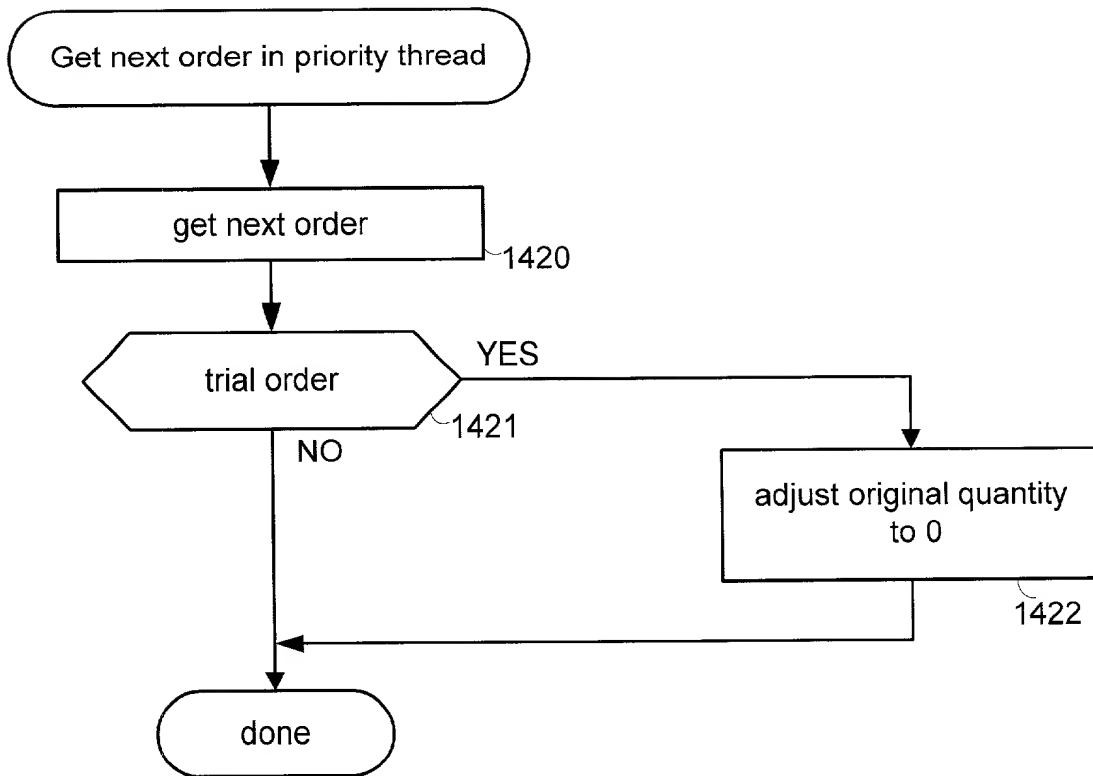 Get next order in priority thread
get next order
1420
trial order
YES
1421
NO
adjust original quantity
to 0
1422
done